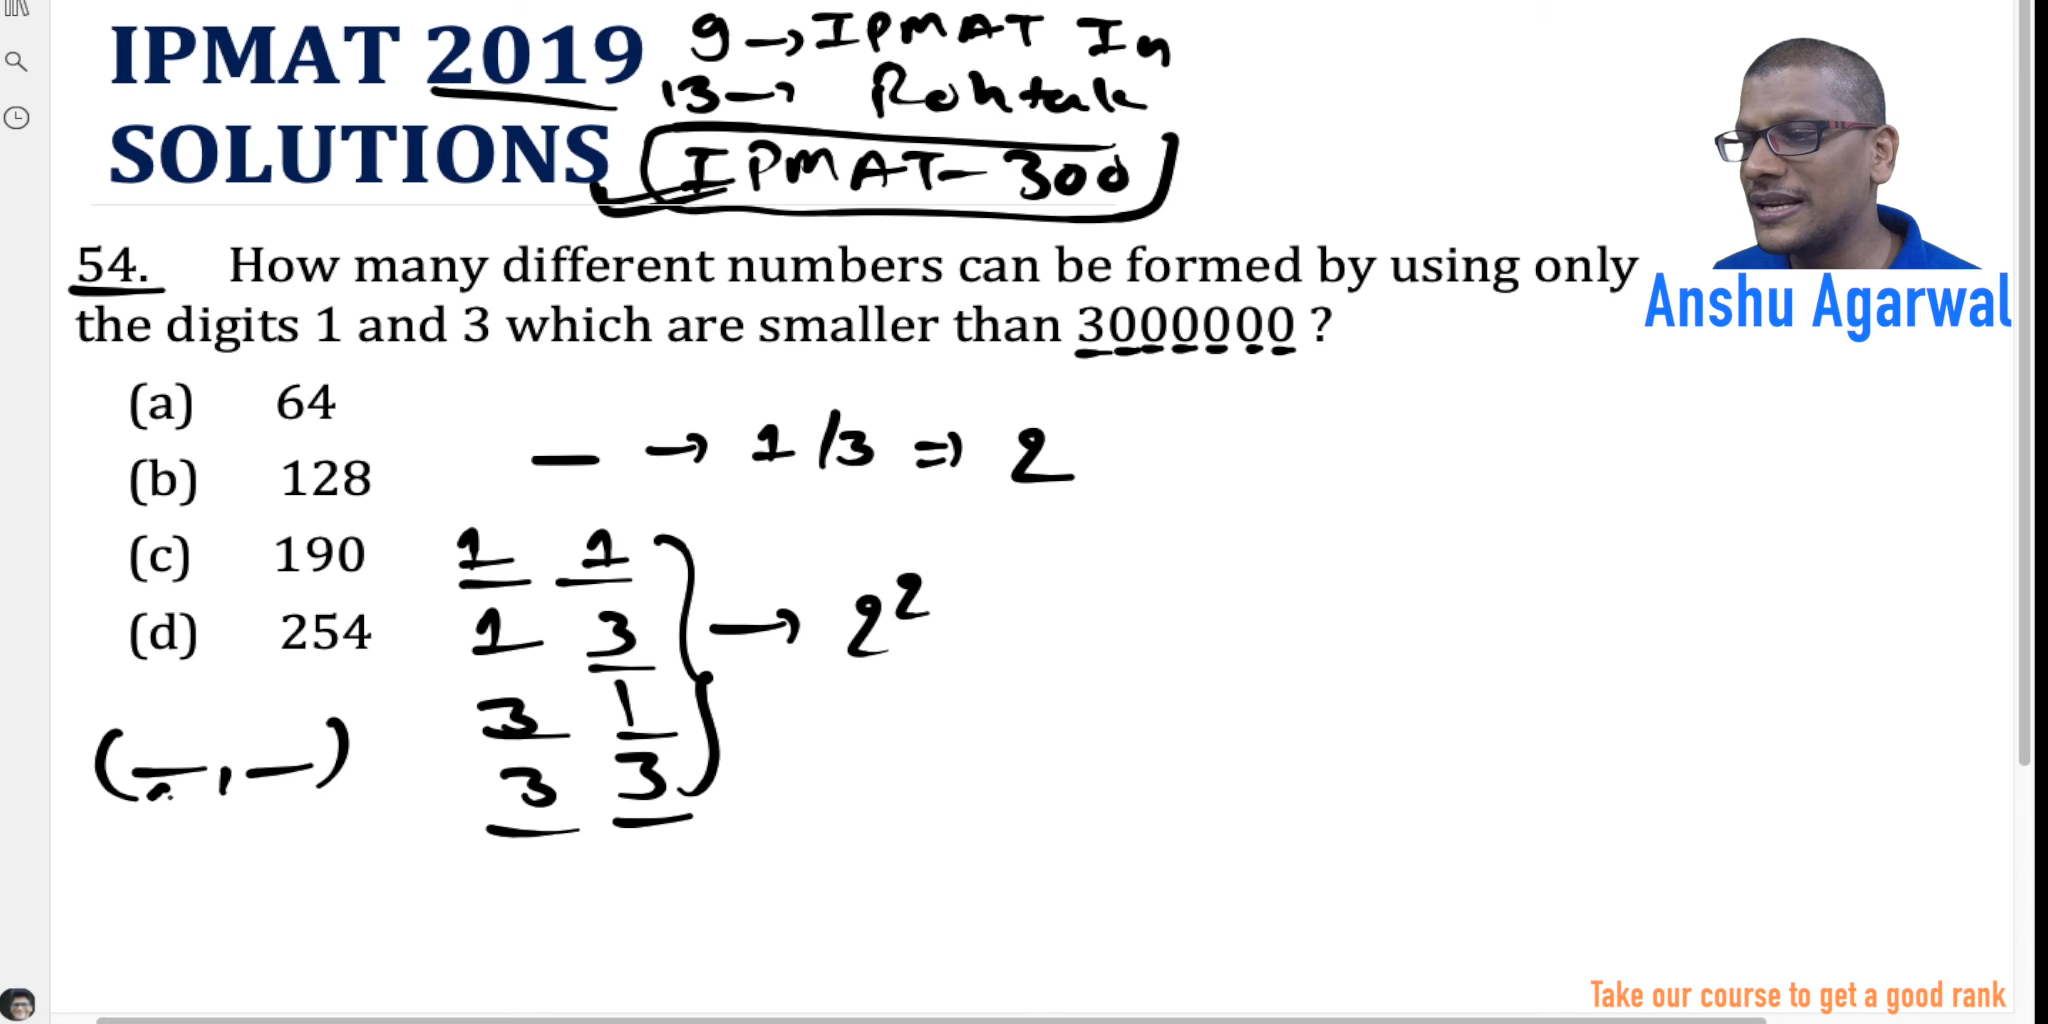 IPMAT 2019
SOLUTIONS
9 → IPMAT In
13 → Rohtak
IPMAT - 300
Anshu Agarwal
54. How many different numbers can be formed by using only
the digits 1 and 3 which are smaller than 3000000 ?
(a) 64
(b) 128
(c) 190
(d) 254
— → 1/3 => 2
1 1
1 3
3 1
3 3
→ 2²
(—, —)
Take our course to get a good rank